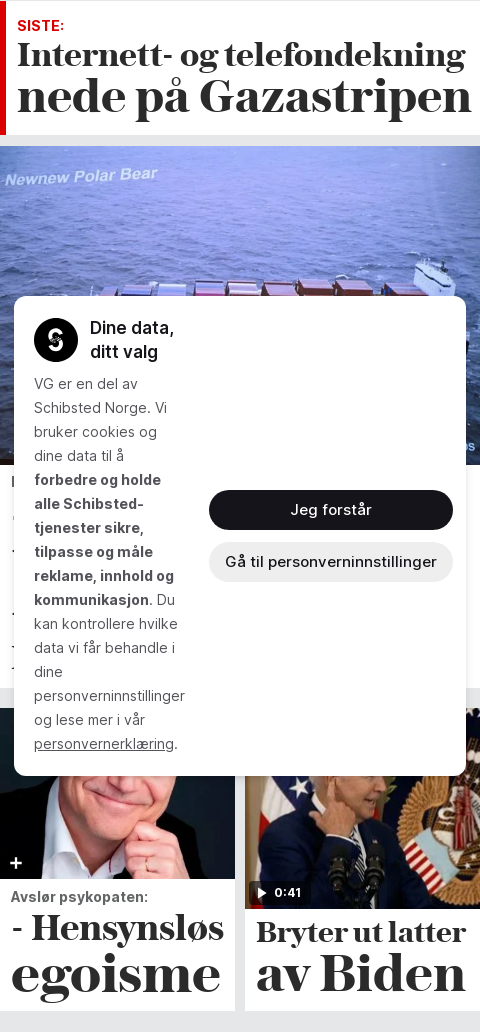 SISTE:
Internett- og telefondekning
nede på Gazastripen
Newnew Polar Bear
Dine data,
ditt valg
VG er en del av
Schibsted Norge. Vi
bruker cookies og
dine data til å
forbedre og holde
alle Schibsted-
tjenester sikre,
tilpasse og måle
reklame, innhold og
kommunikasjon. Du
kan kontrollere hvilke
data vi får behandle i
dine
personverninnstillinger
og lese mer i vår
personvernerklæring.
Jeg forstår
Gå til personverninnstillinger
0:41
Avslør psykopaten:
- Hensynsløs
egoisme
Bryter ut latter
av Biden